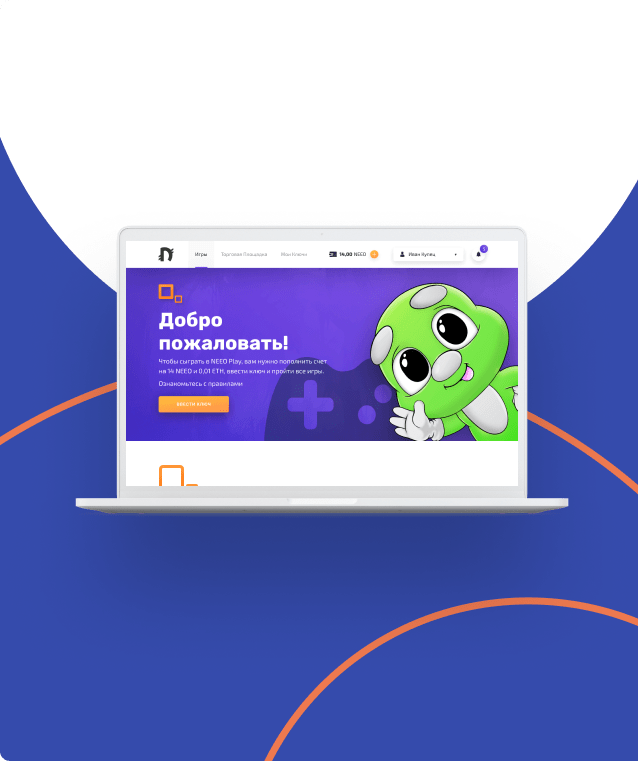 Игры
Торговая Площадка
Мои Ключи
14,00 NEEO
Иван Купец
Добро
пожаловать!
Чтобы сыграть в NEEO Play, вам нужно пополнить счет
на 14 NEEO и 0,01 ETH, ввести ключ и пройти все игры.
Ознакомьтесь с правилами
ВВЕСТИ КЛЮЧ